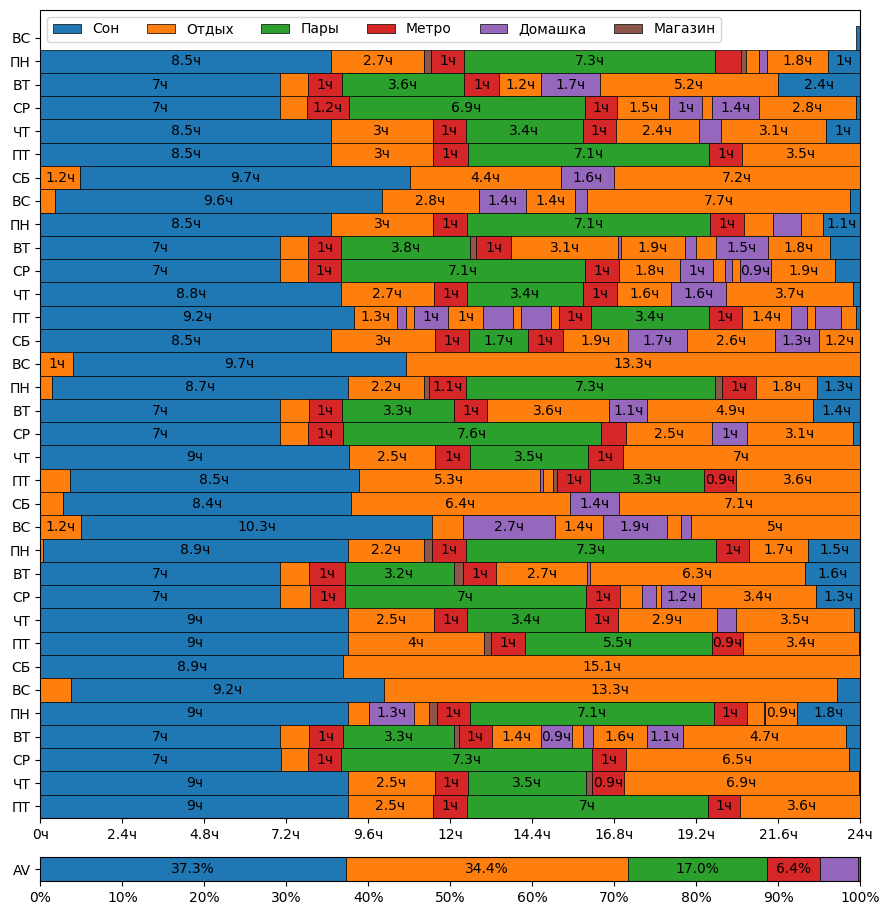 Сон Отдых Пары Метро Домашка Магазин
ВС
ПН 8.5ч 2.7ч 1ч 7.3ч 1.8ч 1ч
ВТ 7ч 1ч 3.6ч 1ч 1.2ч 1.7ч 5.2ч 2.4ч
СР 7ч 1.2ч 6.9ч 1ч 1.5ч 1ч 1.4ч 2.8ч
ЧТ 8.5ч 3ч 1ч 3.4ч 1ч 2.4ч 3.1ч 1ч
ПТ 8.5ч 3ч 1ч 7.1ч 1ч 3.5ч
СБ 1.2ч 9.7ч 4.4ч 1.6ч 7.2ч
ВС 9.6ч 2.8ч 1.4ч 1.4ч 7.7ч
ПН 8.5ч 3ч 1ч 7.1ч 1ч 1.1ч
ВТ 7ч 1ч 3.8ч 1ч 3.1ч 1.9ч 1.5ч 1.8ч
СР 7ч 1ч 7.1ч 1ч 1.8ч 1ч 0.9ч 1.9ч
ЧТ 8.8ч 2.7ч 1ч 3.4ч 1ч 1.6ч 1.6ч 3.7ч
ПТ 9.2ч 1.3ч 1ч 1ч 1ч 3.4ч 1ч 1.4ч
СБ 8.5ч 3ч 1ч 1.7ч 1ч 1.9ч 1.7ч 2.6ч 1.3ч 1.2ч
ВС 1ч 9.7ч 13.3ч
ПН 8.7ч 2.2ч 1.1ч 7.3ч 1ч 1.8ч 1.3ч
ВТ 7ч 1ч 3.3ч 1ч 3.6ч 1.1ч 4.9ч 1.4ч
СР 7ч 1ч 7.6ч 2.5ч 1ч 3.1ч
ЧТ 9ч 2.5ч 1ч 3.5ч 1ч 7ч
ПТ 8.5ч 5.3ч 1ч 3.3ч 0.9ч 3.6ч
СБ 8.4ч 6.4ч 1.4ч 7.1ч
ВС 1.2ч 10.3ч 2.7ч 1.4ч 1.9ч 5ч
ПН 8.9ч 2.2ч 1ч 7.3ч 1ч 1.7ч 1.5ч
ВТ 7ч 1ч 3.2ч 1ч 2.7ч 6.3ч 1.6ч
СР 7ч 1ч 7ч 1ч 1.2ч 3.4ч 1.3ч
ЧТ 9ч 2.5ч 1ч 3.4ч 1ч 2.9ч 3.5ч
ПТ 9ч 4ч 1ч 5.5ч 0.9ч 3.4ч
СБ 8.9ч 15.1ч
ВС 9.2ч 13.3ч
ПН 9ч 1.3ч 1ч 7.1ч 1ч 0.9ч 1.8ч
ВТ 7ч 1ч 3.3ч 1ч 1.4ч 0.9ч 1.6ч 1.1ч 4.7ч
СР 7ч 1ч 7.3ч 1ч 6.5ч
ЧТ 9ч 2.5ч 1ч 3.5ч 0.9ч 6.9ч
ПТ 9ч 2.5ч 1ч 7ч 1ч 3.6ч
0ч 2.4ч 4.8ч 7.2ч 9.6ч 12ч 14.4ч 16.8ч 19.2ч 21.6ч 24ч
AV 37.3% 34.4% 17.0% 6.4%
0% 10% 20% 30% 40% 50% 60% 70% 80% 90% 100%